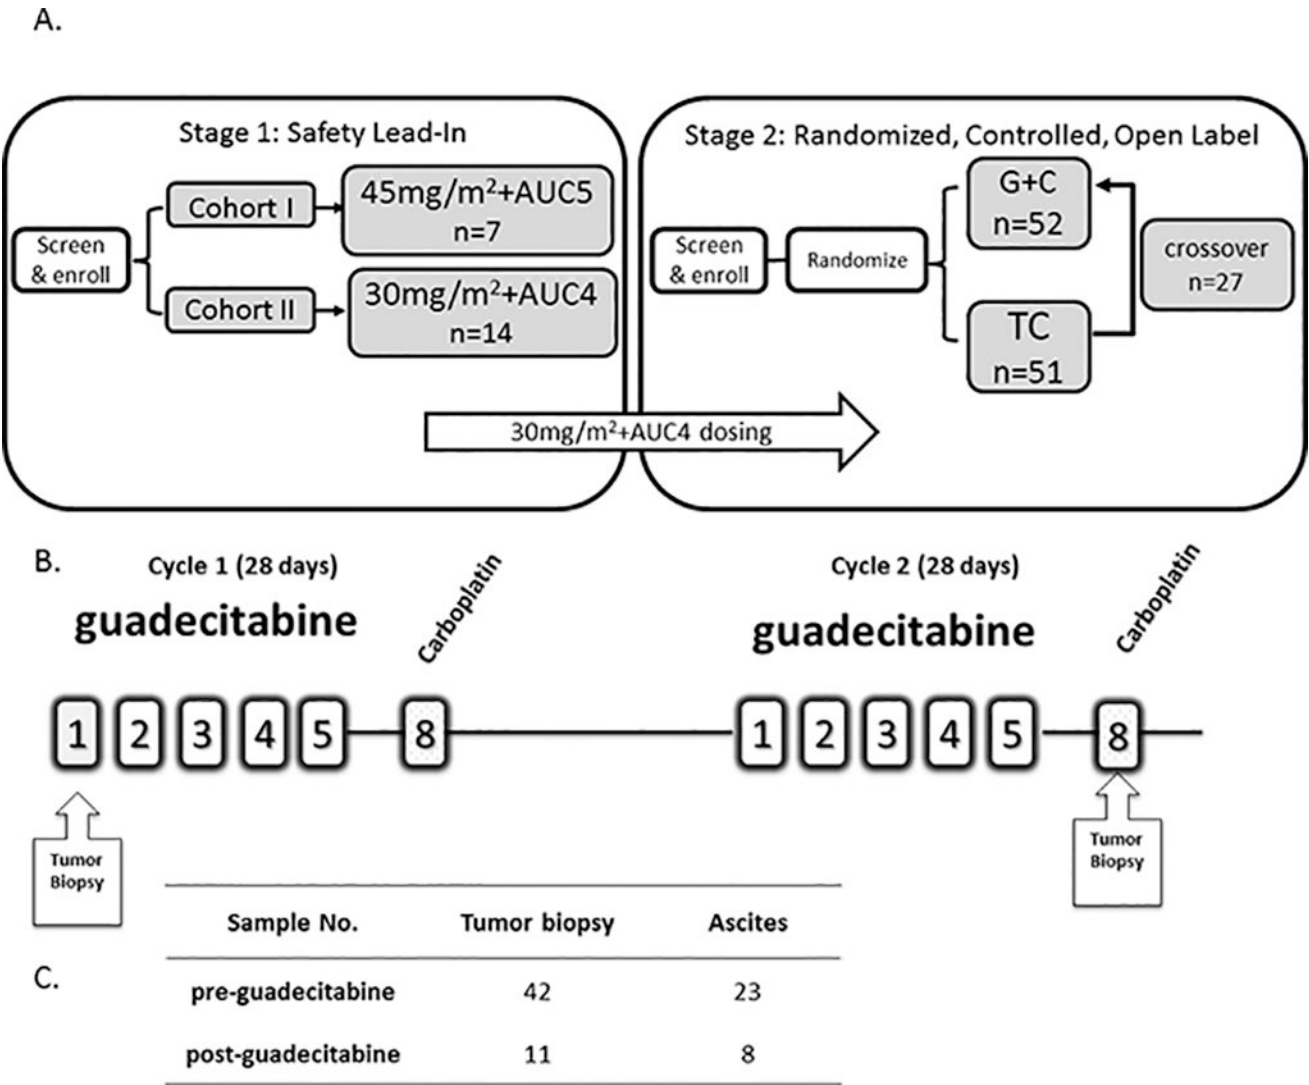 A.
Stage 1: Safety Lead-In
Screen
& enroll
Cohort I
45mg/m²+AUC5
n=7
Cohort II
30mg/m²+AUC4
n=14
Stage 2: Randomized, Controlled, Open Label
Screen
& enroll
Randomize
G+C
n=52
TC
n=51
crossover
n=27
30mg/m²+AUC4 dosing
B.
Cycle 1 (28 days)
guadecitabine
Carboplatin
1 2 3 4 5 8
Tumor
Biopsy
Cycle 2 (28 days)
guadecitabine
Carboplatin
1 2 3 4 5 8
Tumor
Biopsy
C.
Sample No. Tumor biopsy Ascites
pre-guadecitabine 42 23
post-guadecitabine 11 8